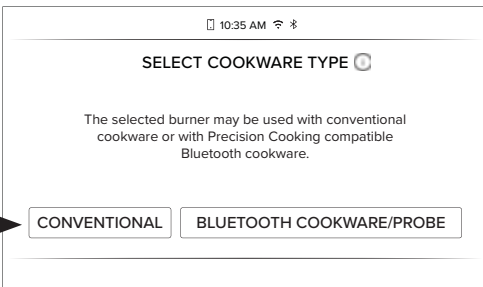 10:35 AM
SELECT COOKWARE TYPE
The selected burner may be used with conventional
cookware or with Precision Cooking compatible
Bluetooth cookware.
CONVENTIONAL BLUETOOTH COOKWARE/PROBE